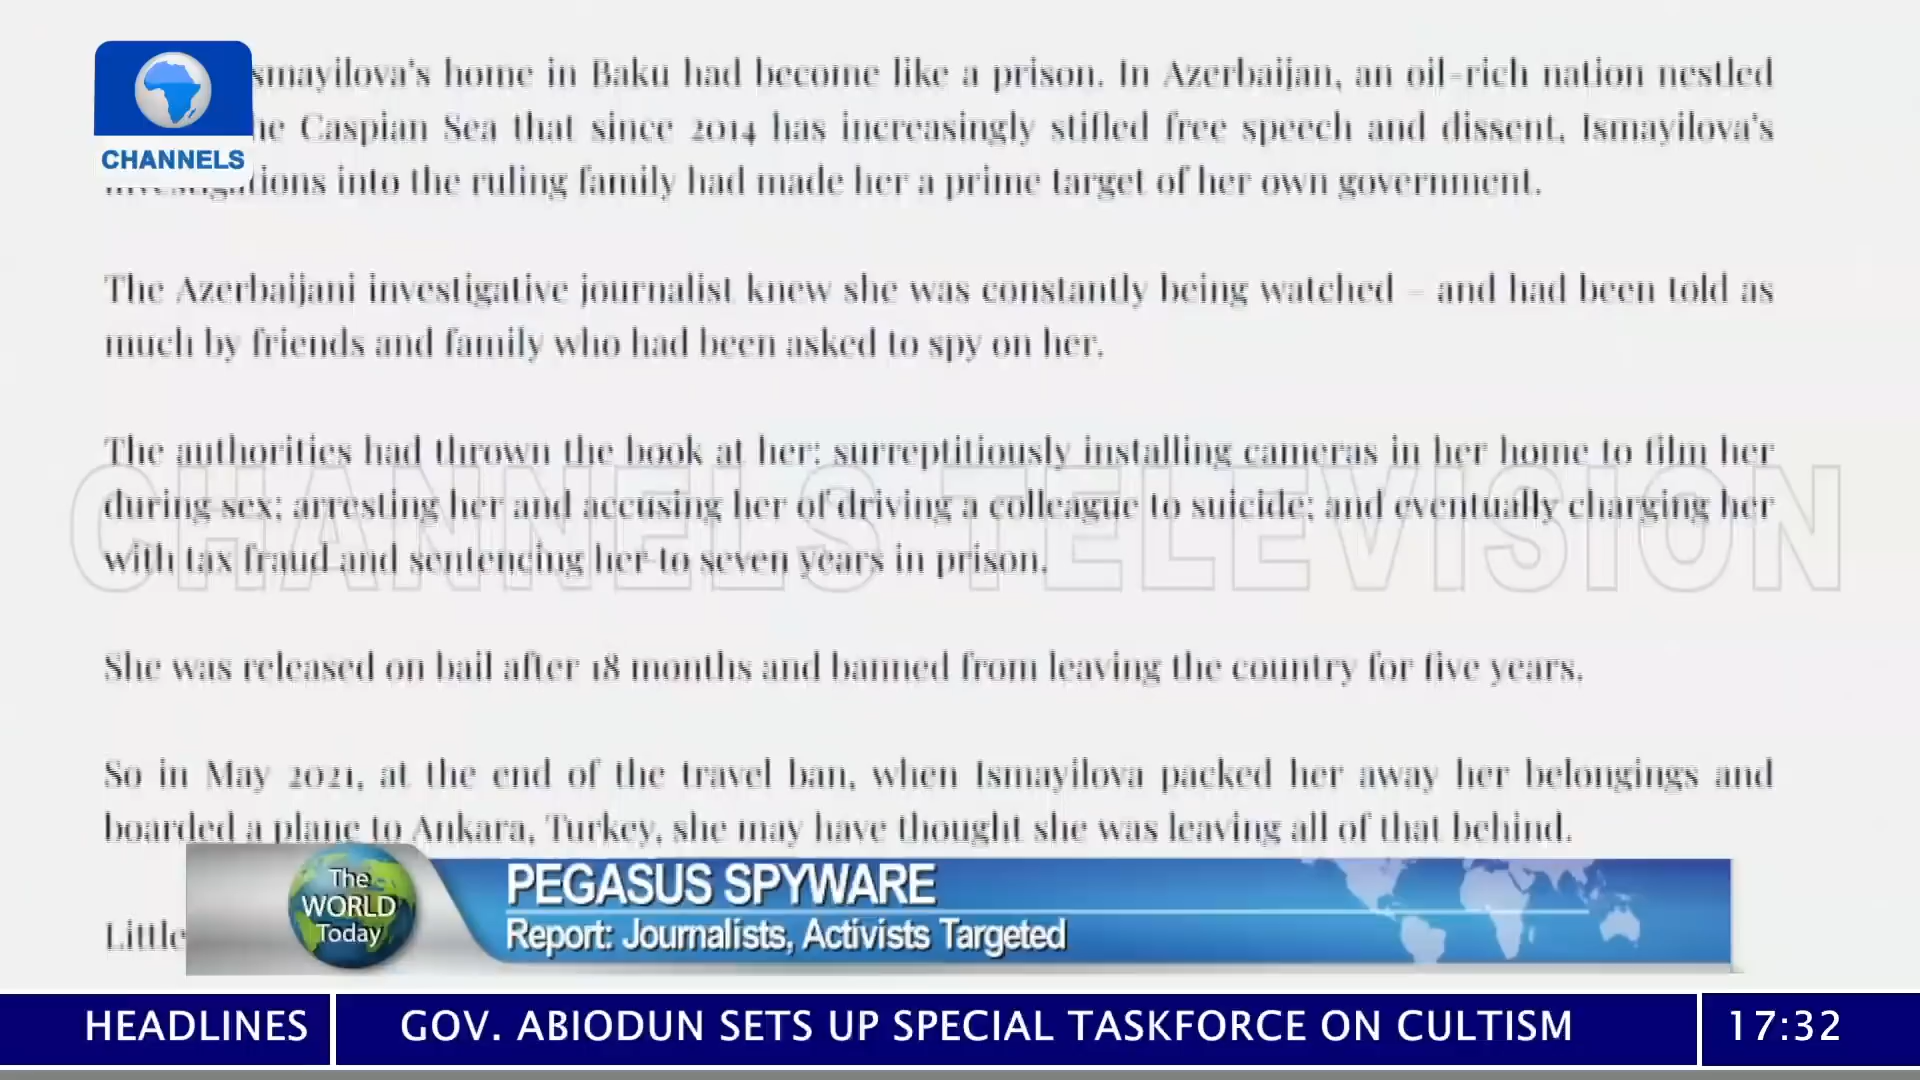 smayilova's home in Baku had become like a prison. In Azerbaijan, an oil-rich nation nestled
CHANNELS
he Caspian Sea that since 2014 has increasingly stifled free speech and dissent, Ismayilova's
investigations into the ruling family had made her a prime target of her own government.
The Azerbaijani investigative journalist knew she was constantly being watched – and had been told as
much by friends and family who had been asked to spy on her.
The authorities had thrown the book at her: surreptitiously installing cameras in her home to film her
during sex; arresting her and accusing her of driving a colleague to suicide; and eventually charging her
with tax fraud and sentencing her to seven years in prison.
CHANNELS TELEVISION
She was released on bail after 18 months and banned from leaving the country for five years.
So in May 2021, at the end of the travel ban, when Ismayilova packed her away her belongings and
boarded a plane to Ankara, Turkey, she may have thought she was leaving all of that behind.
Little
The
WORLD
Today
PEGASUS SPYWARE
Report: Journalists, Activists Targeted
HEADLINES
GOV. ABIODUN SETS UP SPECIAL TASKFORCE ON CULTISM
17:32